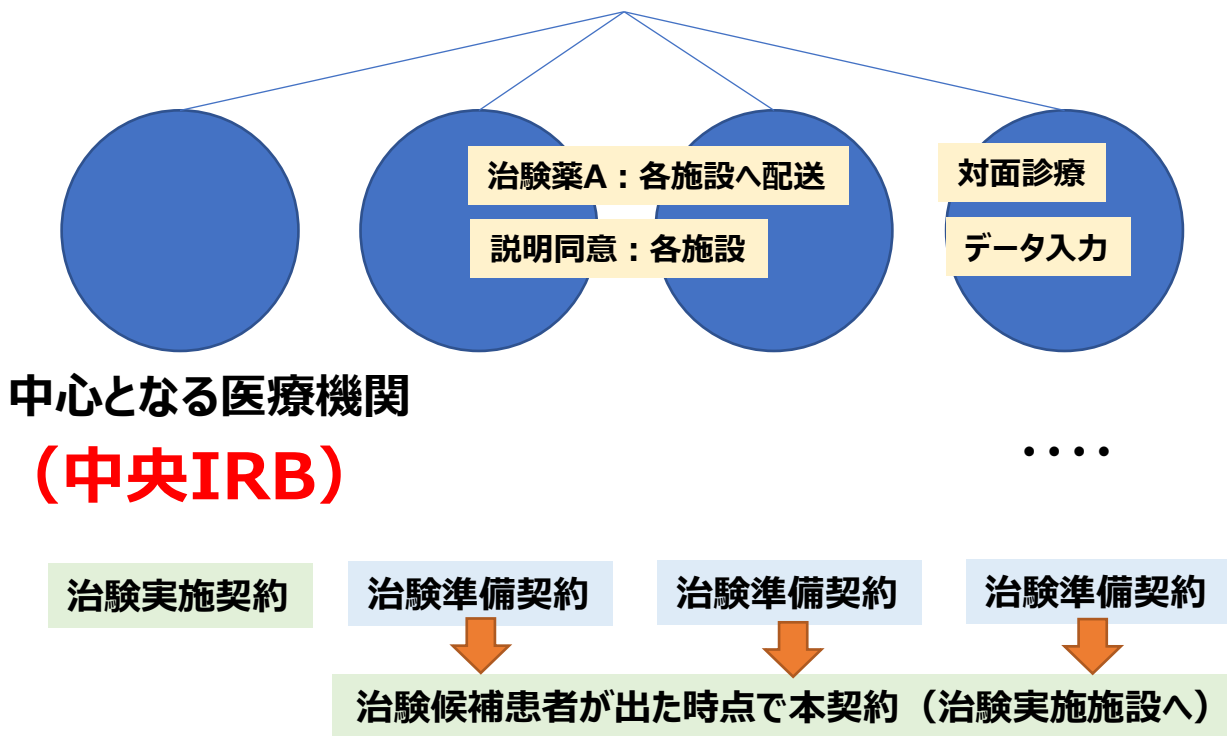 治験薬A：各施設へ配送
対面診療
説明同意：各施設
データ入力
中心となる医療機関
（中央IRB）
・・・・
治験実施契約
治験準備契約
治験準備契約
治験準備契約
治験候補患者が出た時点で本契約（治験実施施設へ）